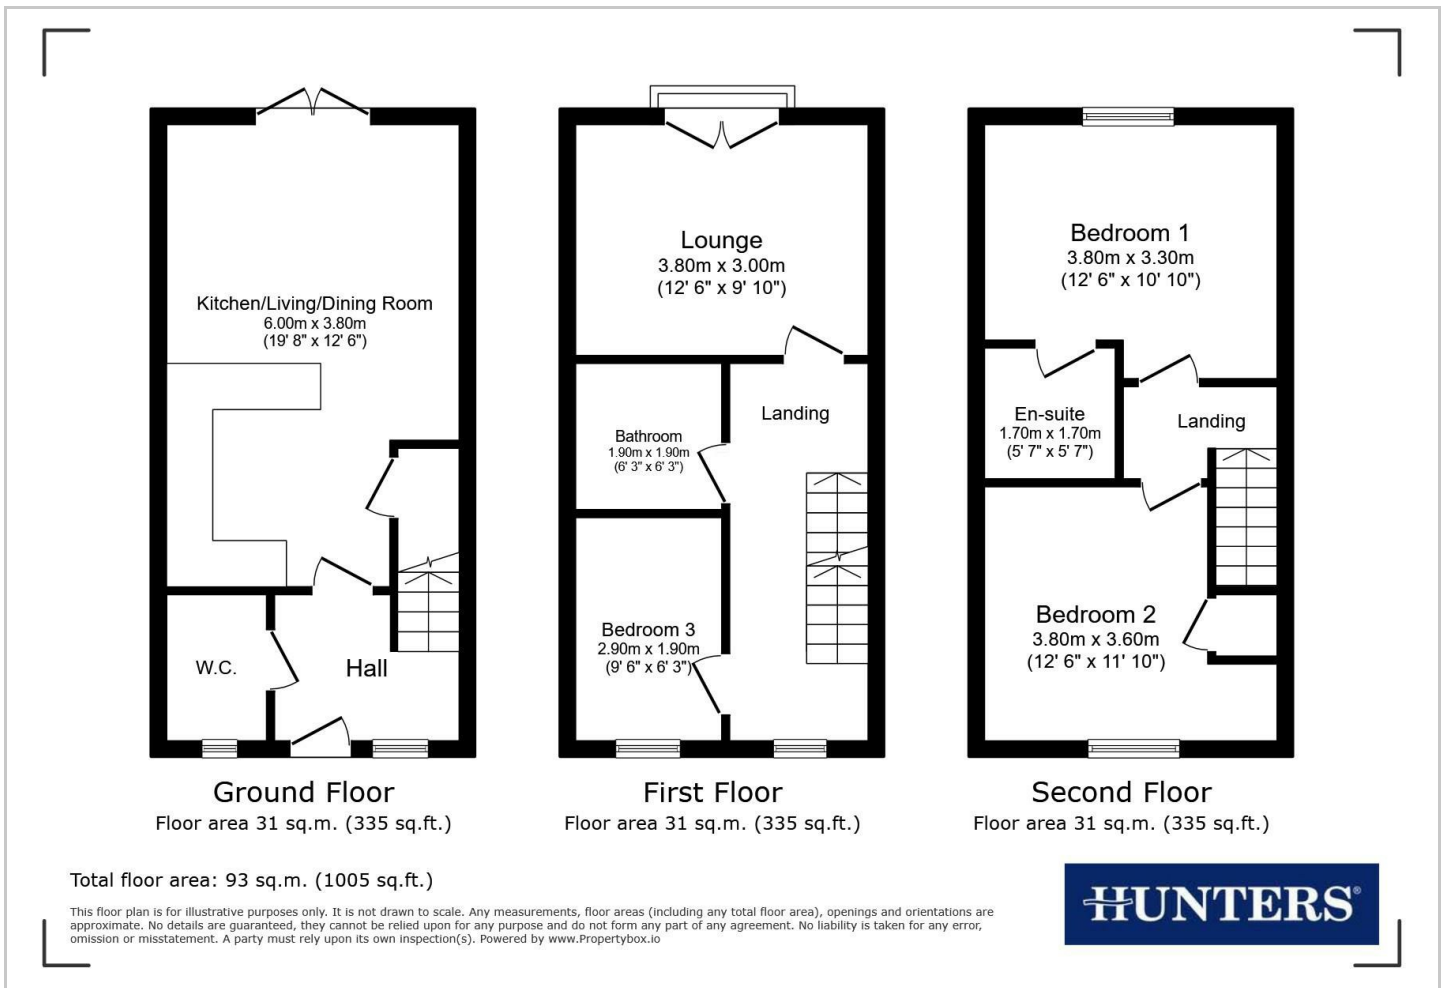 Kitchen/Living/Dining Room
6.00m x 3.80m
(19' 8" x 12' 6")
W.C.
Hall
Ground Floor
Floor area 31 sq.m. (335 sq.ft.)
Lounge
3.80m x 3.00m
(12' 6" x 9' 10")
Landing
Bathroom
1.90m x 1.90m
(6' 3" x 6' 3")
Bedroom 3
2.90m x 1.90m
(9' 6" x 6' 3")
First Floor
Floor area 31 sq.m. (335 sq.ft.)
Bedroom 1
3.80m x 3.30m
(12' 6" x 10' 10")
En-suite
1.70m x 1.70m
(5' 7" x 5' 7")
Landing
Bedroom 2
3.80m x 3.60m
(12' 6" x 11' 10")
Second Floor
Floor area 31 sq.m. (335 sq.ft.)
Total floor area: 93 sq.m. (1005 sq.ft.)
This floor plan is for illustrative purposes only. It is not drawn to scale. Any measurements, floor areas (including any total floor area), openings and orientations are
approximate. No details are guaranteed, they cannot be relied upon for any purpose and do not form any part of any agreement. No liability is taken for any error,
omission or misstatement. A party must rely upon its own inspection(s). Powered by www.Propertybox.io
HUNTERS®